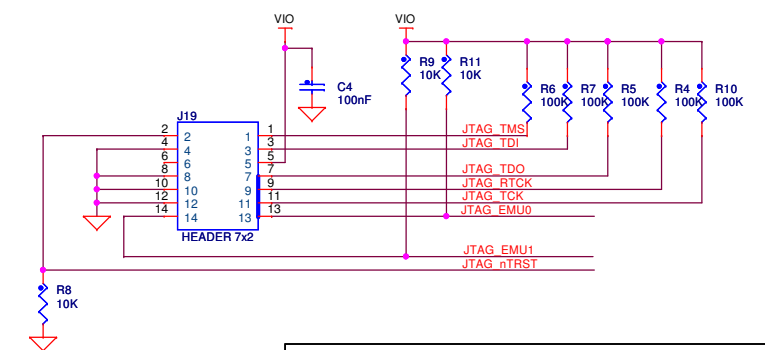 VIO
VIO
R9
10K
R11
10K
C4
100nF
R6
100K
R7
100K
R5
100K
R4
100K
R10
100K
J19
2 2 1 1
4 4 3 3
6 6 5 5
8 8 7 7
10 10 9 9
12 12 11 11
14 14 13 13
HEADER 7x2
JTAG_TMS
JTAG_TDI
JTAG_TDO
JTAG_RTCK
JTAG_TCK
JTAG_EMU0
JTAG_EMU1
JTAG_nTRST
R8
10K